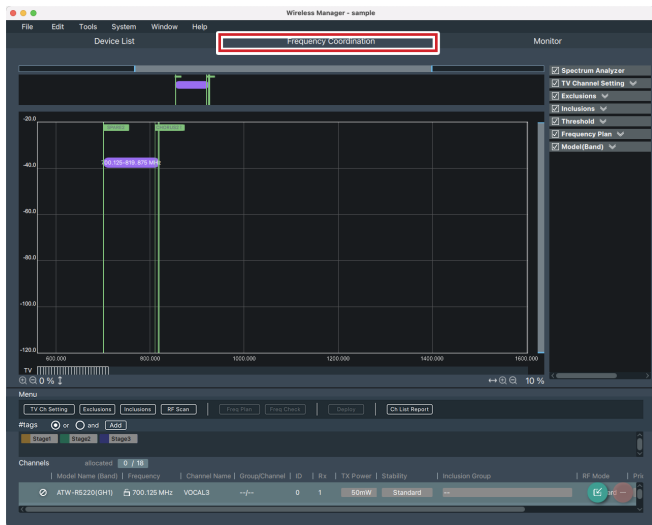 Wireless Manager - sample
File Edit Tools System Window Help
Device List Frequency Coordination Monitor
Spectrum Analyzer
TV Channel Setting
Exclusions
Inclusions
Threshold
Frequency Plan
Model(Band)
-20.0
700.125-819.875 MHz
-40.0
-60.0
-80.0
-100.0
-120.0
600.000 800.000 1000.000 1200.000 1400.000 1600.000
TV
0 % 10 %
Menu
TV Ch Setting Exclusions Inclusions RF Scan Freq Plan Freq Check Deploy Ch List Report
#tags or and Add
Stage1 Stage2 Stage3
Channels allocated 0 / 18
Model Name (Band) Frequency Channel Name Group/Channel ID Rx TX Power Stability Inclusion Group RF Mode Pri
ATW-R5220(GH1) 700.125 MHz VOCAL3 --/-- 0 1 50mW Standard --